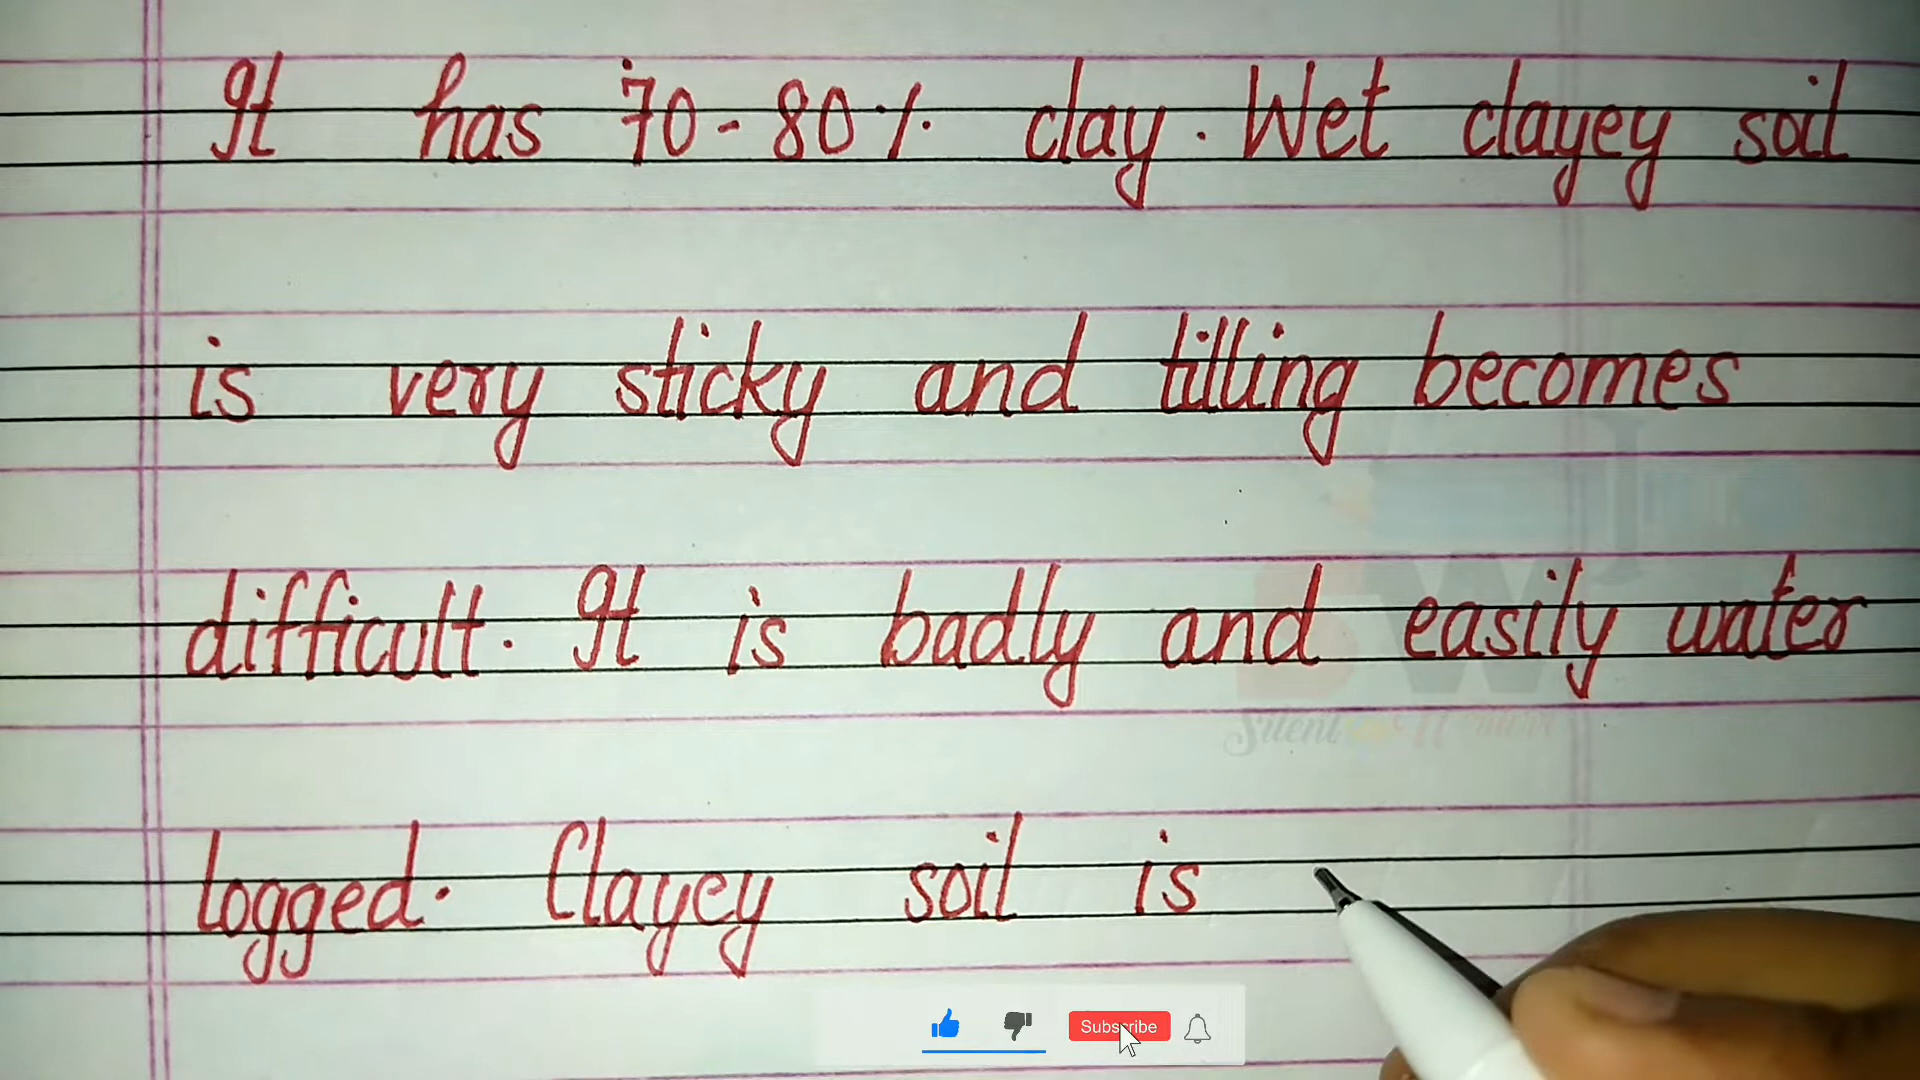 It has 70-80% clay. Wet clayey soil
is very sticky and tilling becomes
difficult. It is badly and easily water
logged. Clayey soil is
Silent
Subscribe